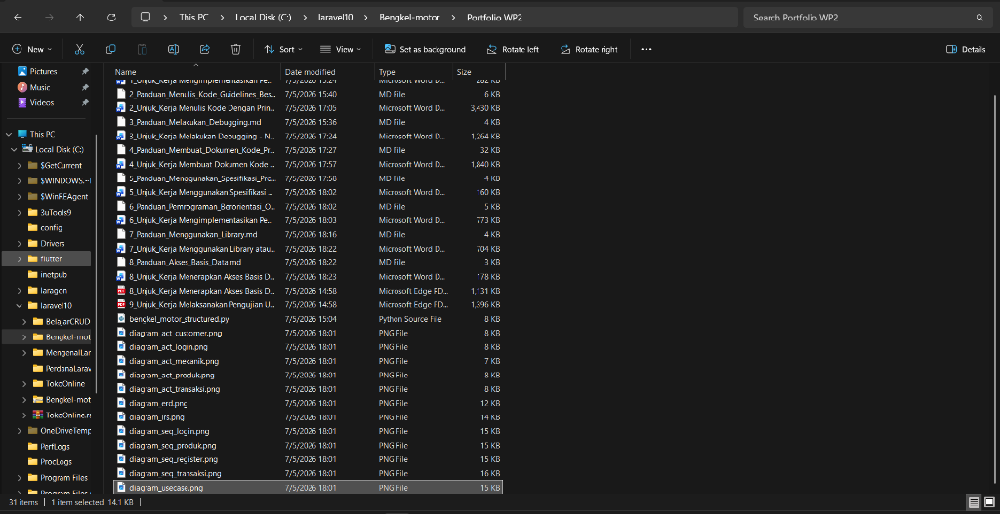 This PC > Local Disk (C:) > laravel10 > Bengkel-motor > Portfolio WP2
Search Portfolio WP2
New Sort View Set as background Rotate left Rotate right ... Details
Pictures
Music
Videos
This PC
Local Disk (C:)
$GetCurrent
$WINDOWS.~
$WinREAgent
3uTools9
config
Drivers
flutter
inetpub
laragon
laravel10
BelajarCRUD
Bengkel-mot
MengenalLar
PerdanaLarav
TokoOnline
Bengkel-mot
TokoOnline.ra
OneDriveTemp
PerfLogs
ProcLogs
Program Files
Program Files
Name Date modified Type Size
1_Unjuk_Kerja Mengimplementasikan Pe... 7/5/2026 15:24 Microsoft Word D... 282 KB
2_Panduan_Menulis_Kode_Guidelines_Bes... 7/5/2026 15:40 MD File 6 KB
2_Unjuk_Kerja Menulis Kode Dengan Prin... 7/5/2026 17:05 Microsoft Word D... 3,430 KB
3_Panduan_Melakukan_Debugging.md 7/5/2026 15:36 MD File 4 KB
3_Unjuk_Kerja Melakukan Debugging - N... 7/5/2026 17:24 Microsoft Word D... 1,264 KB
4_Panduan_Membuat_Dokumen_Kode_Pr... 7/5/2026 17:27 MD File 32 KB
4_Unjuk_Kerja Membuat Dokumen Kode ... 7/5/2026 17:57 Microsoft Word D... 1,840 KB
5_Panduan_Menggunakan_Spesifikasi_Pro... 7/5/2026 17:58 MD File 4 KB
5_Unjuk_Kerja Menggunakan Spesifikasi ... 7/5/2026 18:02 Microsoft Word D... 160 KB
6_Panduan_Pemrograman_Berorientasi_O... 7/5/2026 18:02 MD File 5 KB
6_Unjuk_Kerja Mengimplementasikan Pe... 7/5/2026 18:03 Microsoft Word D... 773 KB
7_Panduan_Menggunakan_Library.md 7/5/2026 18:16 MD File 4 KB
7_Unjuk_Kerja Menggunakan Library atau... 7/5/2026 18:22 Microsoft Word D... 704 KB
8_Panduan_Akses_Basis_Data.md 7/5/2026 18:22 MD File 3 KB
8_Unjuk_Kerja Menerapkan Akses Basis D... 7/5/2026 18:23 Microsoft Word D... 178 KB
8_Unjuk_Kerja Menerapkan Akses Basis D... 7/5/2026 14:58 Microsoft Edge PD... 1,131 KB
9_Unjuk_Kerja Melaksanakan Pengujian U... 7/5/2026 14:58 Microsoft Edge PD... 1,396 KB
bengkel_motor_structured.py 7/5/2026 15:04 Python Source File 8 KB
diagram_act_customer.png 7/5/2026 18:01 PNG File 8 KB
diagram_act_login.png 7/5/2026 18:01 PNG File 8 KB
diagram_act_mekanik.png 7/5/2026 18:01 PNG File 7 KB
diagram_act_produk.png 7/5/2026 18:01 PNG File 8 KB
diagram_act_transaksi.png 7/5/2026 18:01 PNG File 8 KB
diagram_erd.png 7/5/2026 18:01 PNG File 12 KB
diagram_lrs.png 7/5/2026 18:01 PNG File 14 KB
diagram_seq_login.png 7/5/2026 18:01 PNG File 15 KB
diagram_seq_produk.png 7/5/2026 18:01 PNG File 15 KB
diagram_seq_register.png 7/5/2026 18:01 PNG File 15 KB
diagram_seq_transaksi.png 7/5/2026 18:01 PNG File 16 KB
diagram_usecase.png 7/5/2026 18:01 PNG File 15 KB
31 items | 1 item selected 14.1 KB |